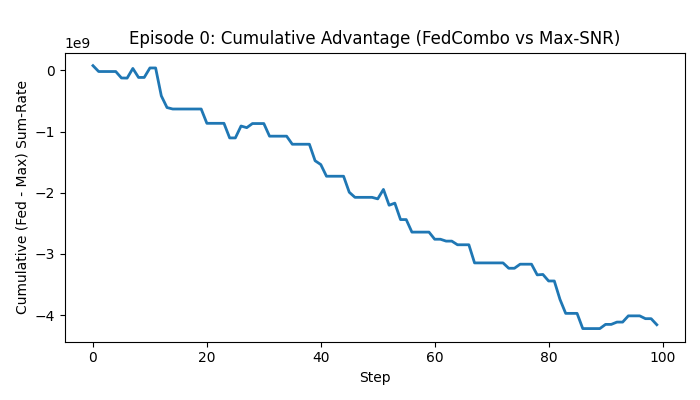 Episode 0: Cumulative Advantage (FedCombo vs Max-SNR)
1e9
Cumulative (Fed - Max) Sum-Rate
0
−1
−2
−3
−4
0 20 40 60 80 100
Step